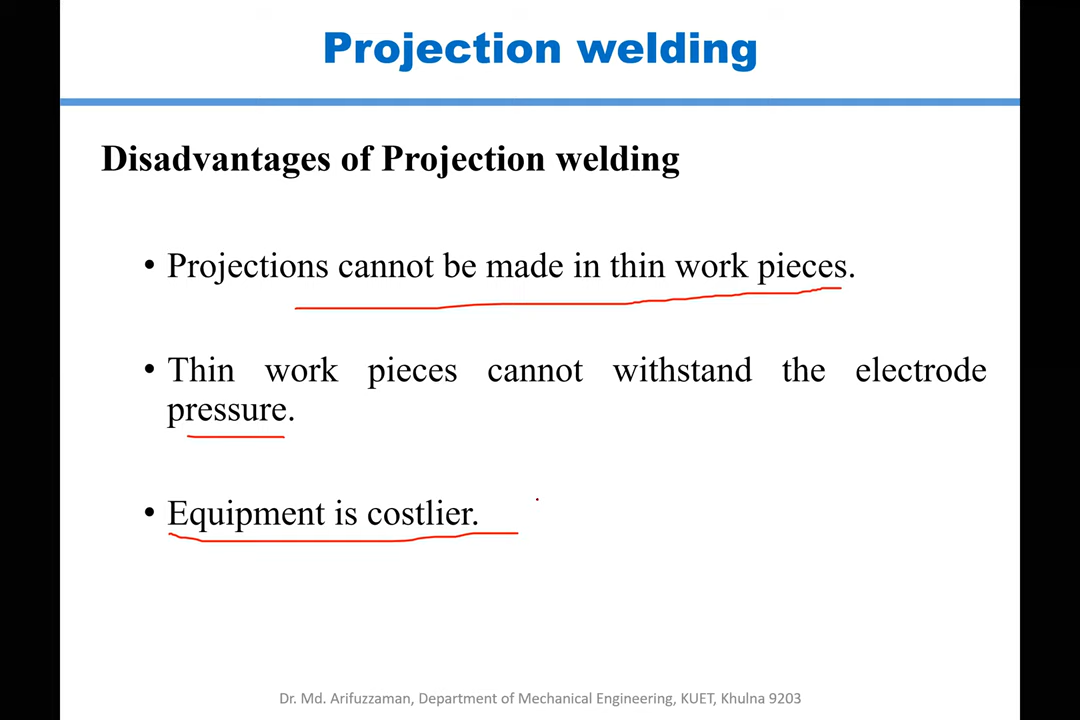 Projection welding
Disadvantages of Projection welding
• Projections cannot be made in thin work pieces.
• Thin work pieces cannot withstand the electrode
pressure.
• Equipment is costlier.
Dr. Md. Arifuzzaman, Department of Mechanical Engineering, KUET, Khulna 9203